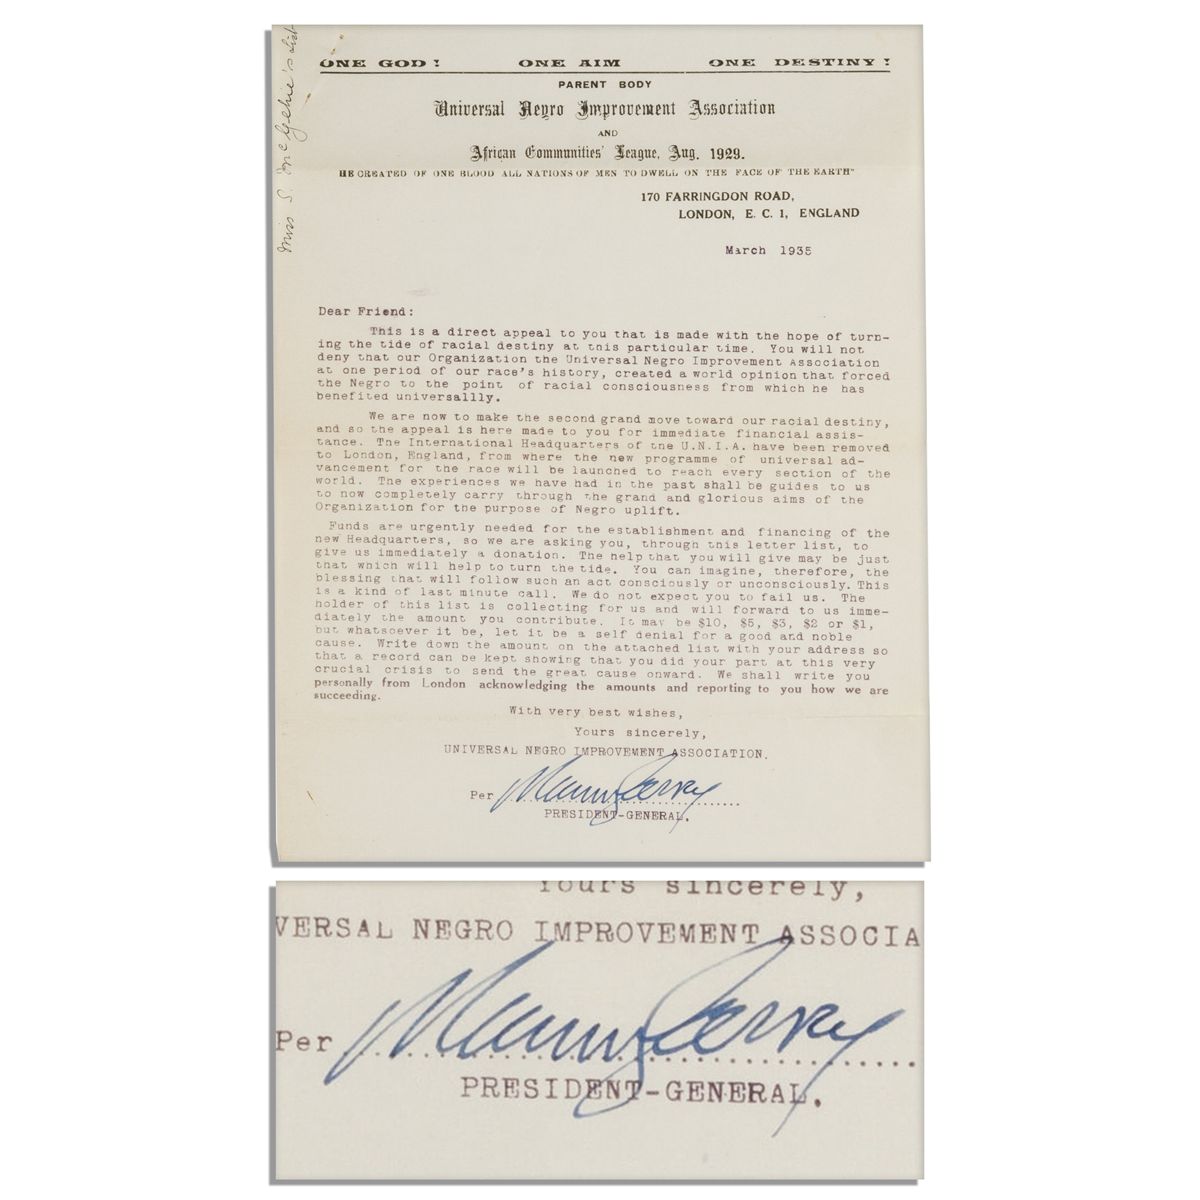 Miss S. McGehie's List
ONE GOD! ONE AIM ONE DESTINY!
PARENT BODY
Universal Negro Improvement Association
AND
African Communities' League, Aug. 1929.
HE CREATED OF ONE BLOOD ALL NATIONS OF MEN TO DWELL ON THE FACE OF THE EARTH"
170 FARRINGDON ROAD,
LONDON, E. C. 1, ENGLAND
March 1935
Dear Friend:
This is a direct appeal to you that is made with the hope of turn-
ing the tide of racial destiny at this particular time. You will not
deny that our Organization the Universal Negro Improvement Association
at one period of our race's history, created a world opinion that forced
the Negro to the point of racial consciousness from which he has
benefited universallly.
We are now to make the second grand move toward our racial destiny,
and so the appeal is here made to you for immediate financial assis-
tance. The International Headquarters of the U.N.I.A. have been removed
to London, England, from where the new programme of universal ad-
vancement for the race will be launched to reach every section of the
world. The experiences we have had in the past shall be guides to us
to now completely carry through the grand and glorious aims of the
Organization for the purpose of Negro uplift.
Funds are urgently needed for the establishment and financing of the
new Headquarters, so we are asking you, through this letter list, to
give us immediately a donation. The help that you will give may be just
that which will help to turn the tide. You can imagine, therefore, the
blessing that will follow such an act consciously or unconsciously. This
is a kind of last minute call. We do not expect you to fail us. The
holder of this list is collecting for us and will forward to us imme-
diately the amount you contribute. It may be $10, $5, $3, $2 or $1,
but whatsoever it be, let it be a self denial for a good and noble
cause. Write down the amount on the attached list with your address so
that a record can be kept showing that you did your part at this very
crucial crisis to send the great cause onward. We shall write you
personally from London acknowledging the amounts and reporting to you how we are
succeeding.
With very best wishes,
Yours sincerely,
UNIVERSAL NEGRO IMPROVEMENT ASSOCIATION.
Per Marcus Garvey
PRESIDENT-GENERAL.
Yours sincerely,
VERSAL NEGRO IMPROVEMENT ASSOCIA
Per Marcus Garvey
PRESIDENT-GENERAL.